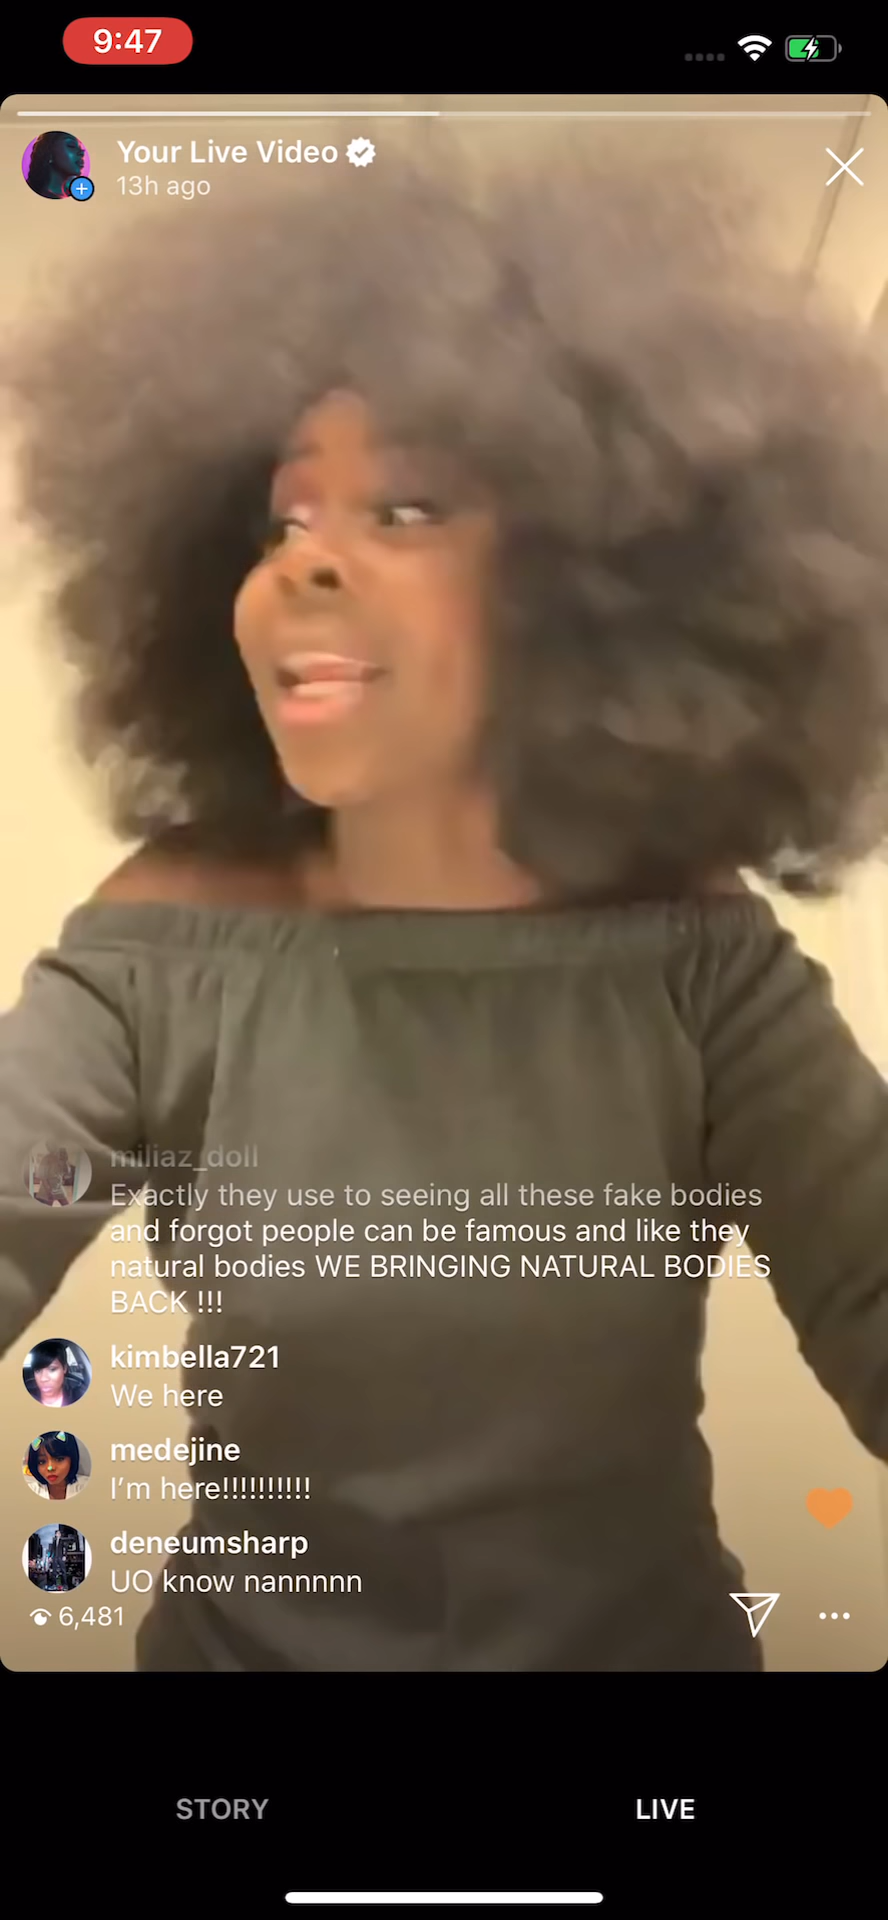 9:47
Your Live Video
13h ago
miliaz_doll
Exactly they use to seeing all these fake bodies
and forgot people can be famous and like they
natural bodies WE BRINGING NATURAL BODIES
BACK !!!
kimbella721
We here
medejine
I'm here!!!!!!!!!!
deneumsharp
UO know nannnnn
6,481
STORY
LIVE